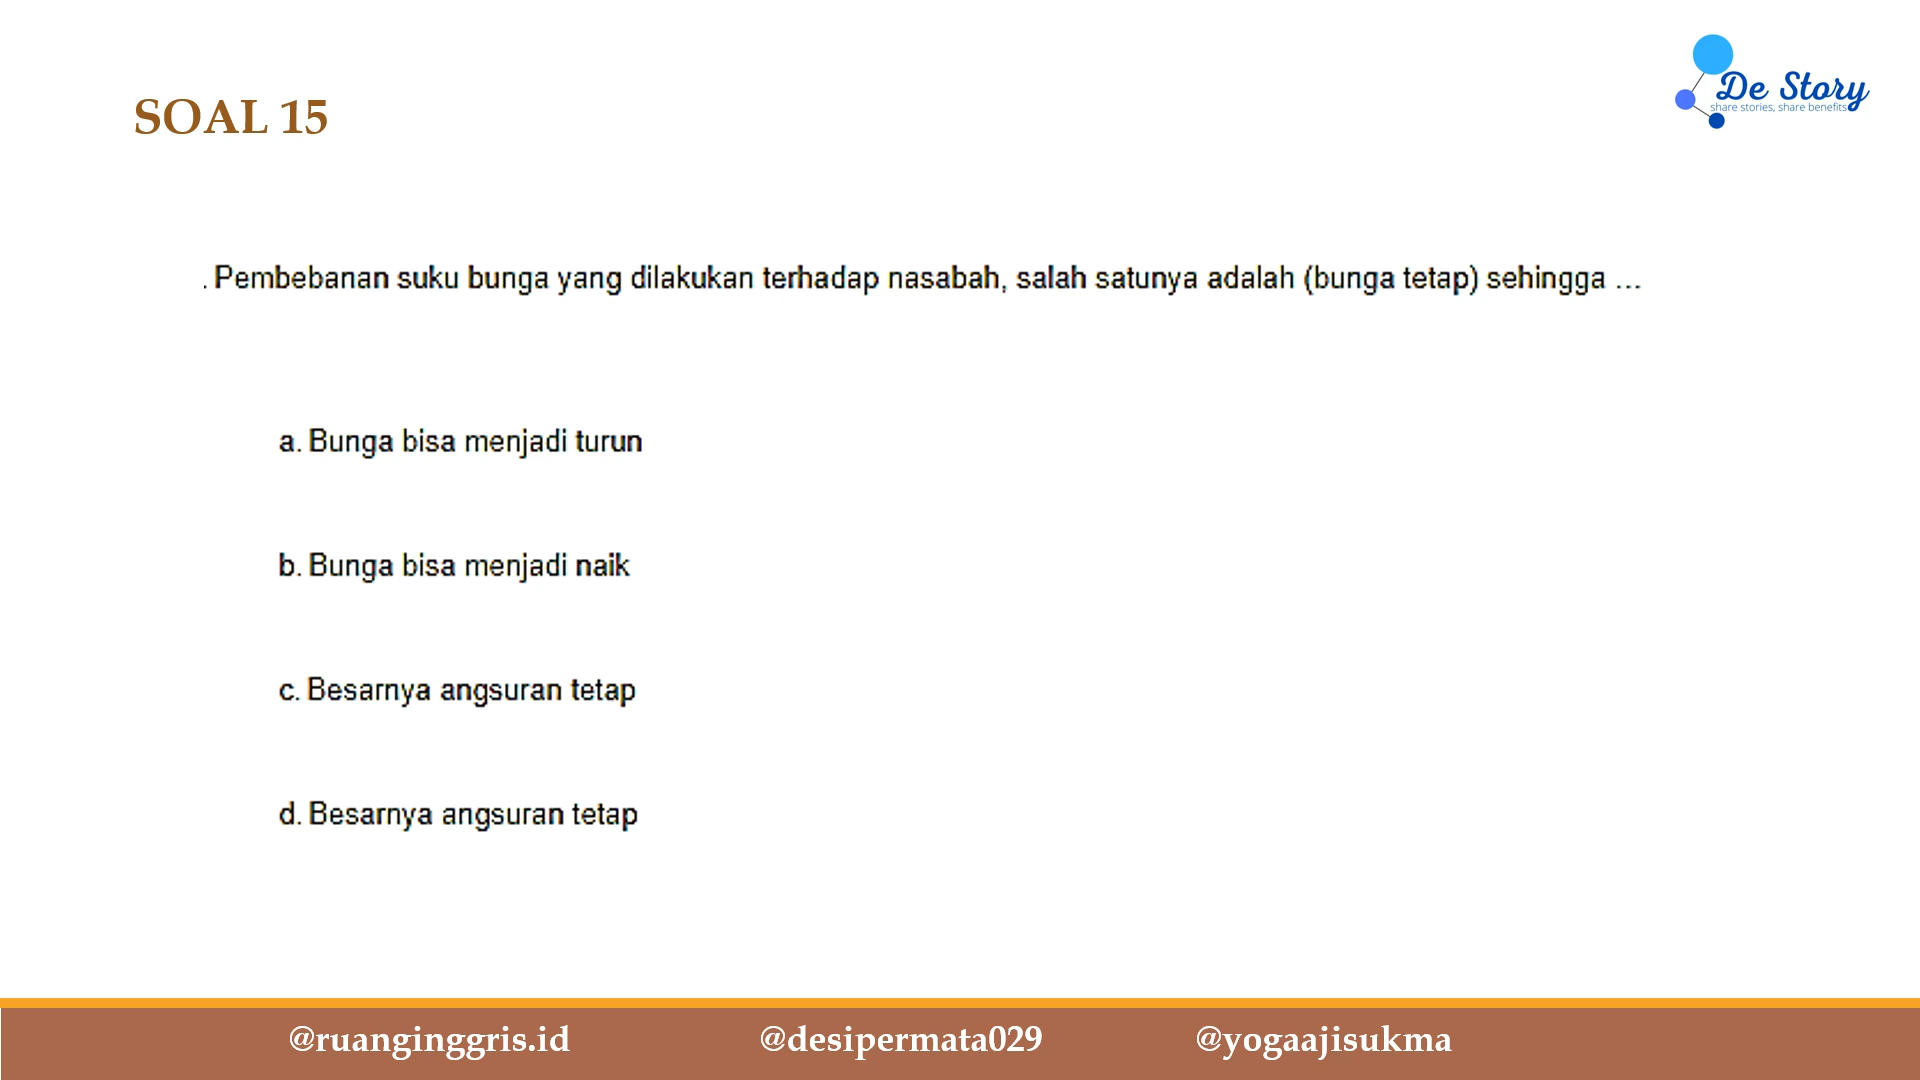 De Story
share stories, share benefits
SOAL 15
. Pembebanan suku bunga yang dilakukan terhadap nasabah, salah satunya adalah (bunga tetap) sehingga ...
a. Bunga bisa menjadi turun
b. Bunga bisa menjadi naik
c. Besarnya angsuran tetap
d. Besarnya angsuran tetap
@ruanginggris.id @desipermata029 @yogaajisukma